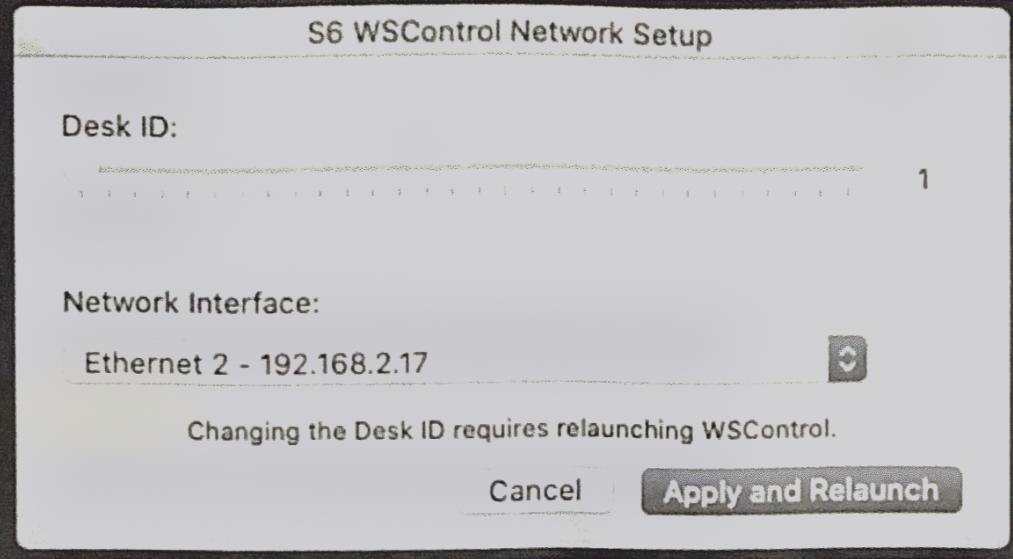 S6 WSControl Network Setup
Desk ID:
1
Network Interface:
Ethernet 2 - 192.168.2.17
Changing the Desk ID requires relaunching WSControl.
Cancel
Apply and Relaunch